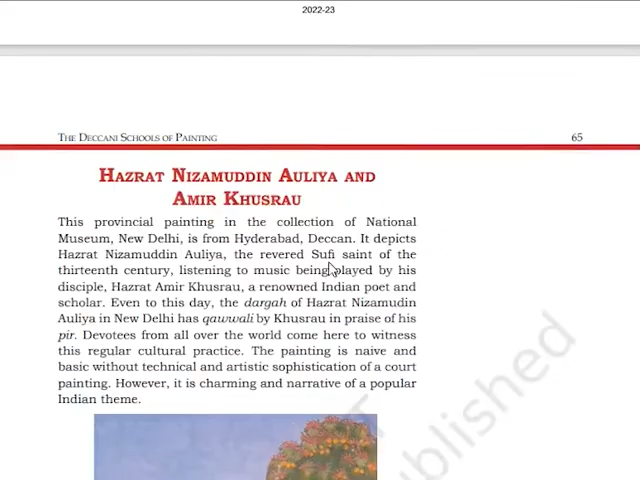 2022-23
THE DECCANI SCHOOLS OF PAINTING 65
HAZRAT NIZAMUDDIN AULIYA AND
AMIR KHUSRAU
This provincial painting in the collection of National
Museum, New Delhi, is from Hyderabad, Deccan. It depicts
Hazrat Nizamuddin Auliya, the revered Sufi saint of the
thirteenth century, listening to music being played by his
disciple, Hazrat Amir Khusrau, a renowned Indian poet and
scholar. Even to this day, the dargah of Hazrat Nizamudin
Auliya in New Delhi has qawwali by Khusrau in praise of his
pir. Devotees from all over the world come here to witness
this regular cultural practice. The painting is naive and
basic without technical and artistic sophistication of a court
painting. However, it is charming and narrative of a popular
Indian theme.